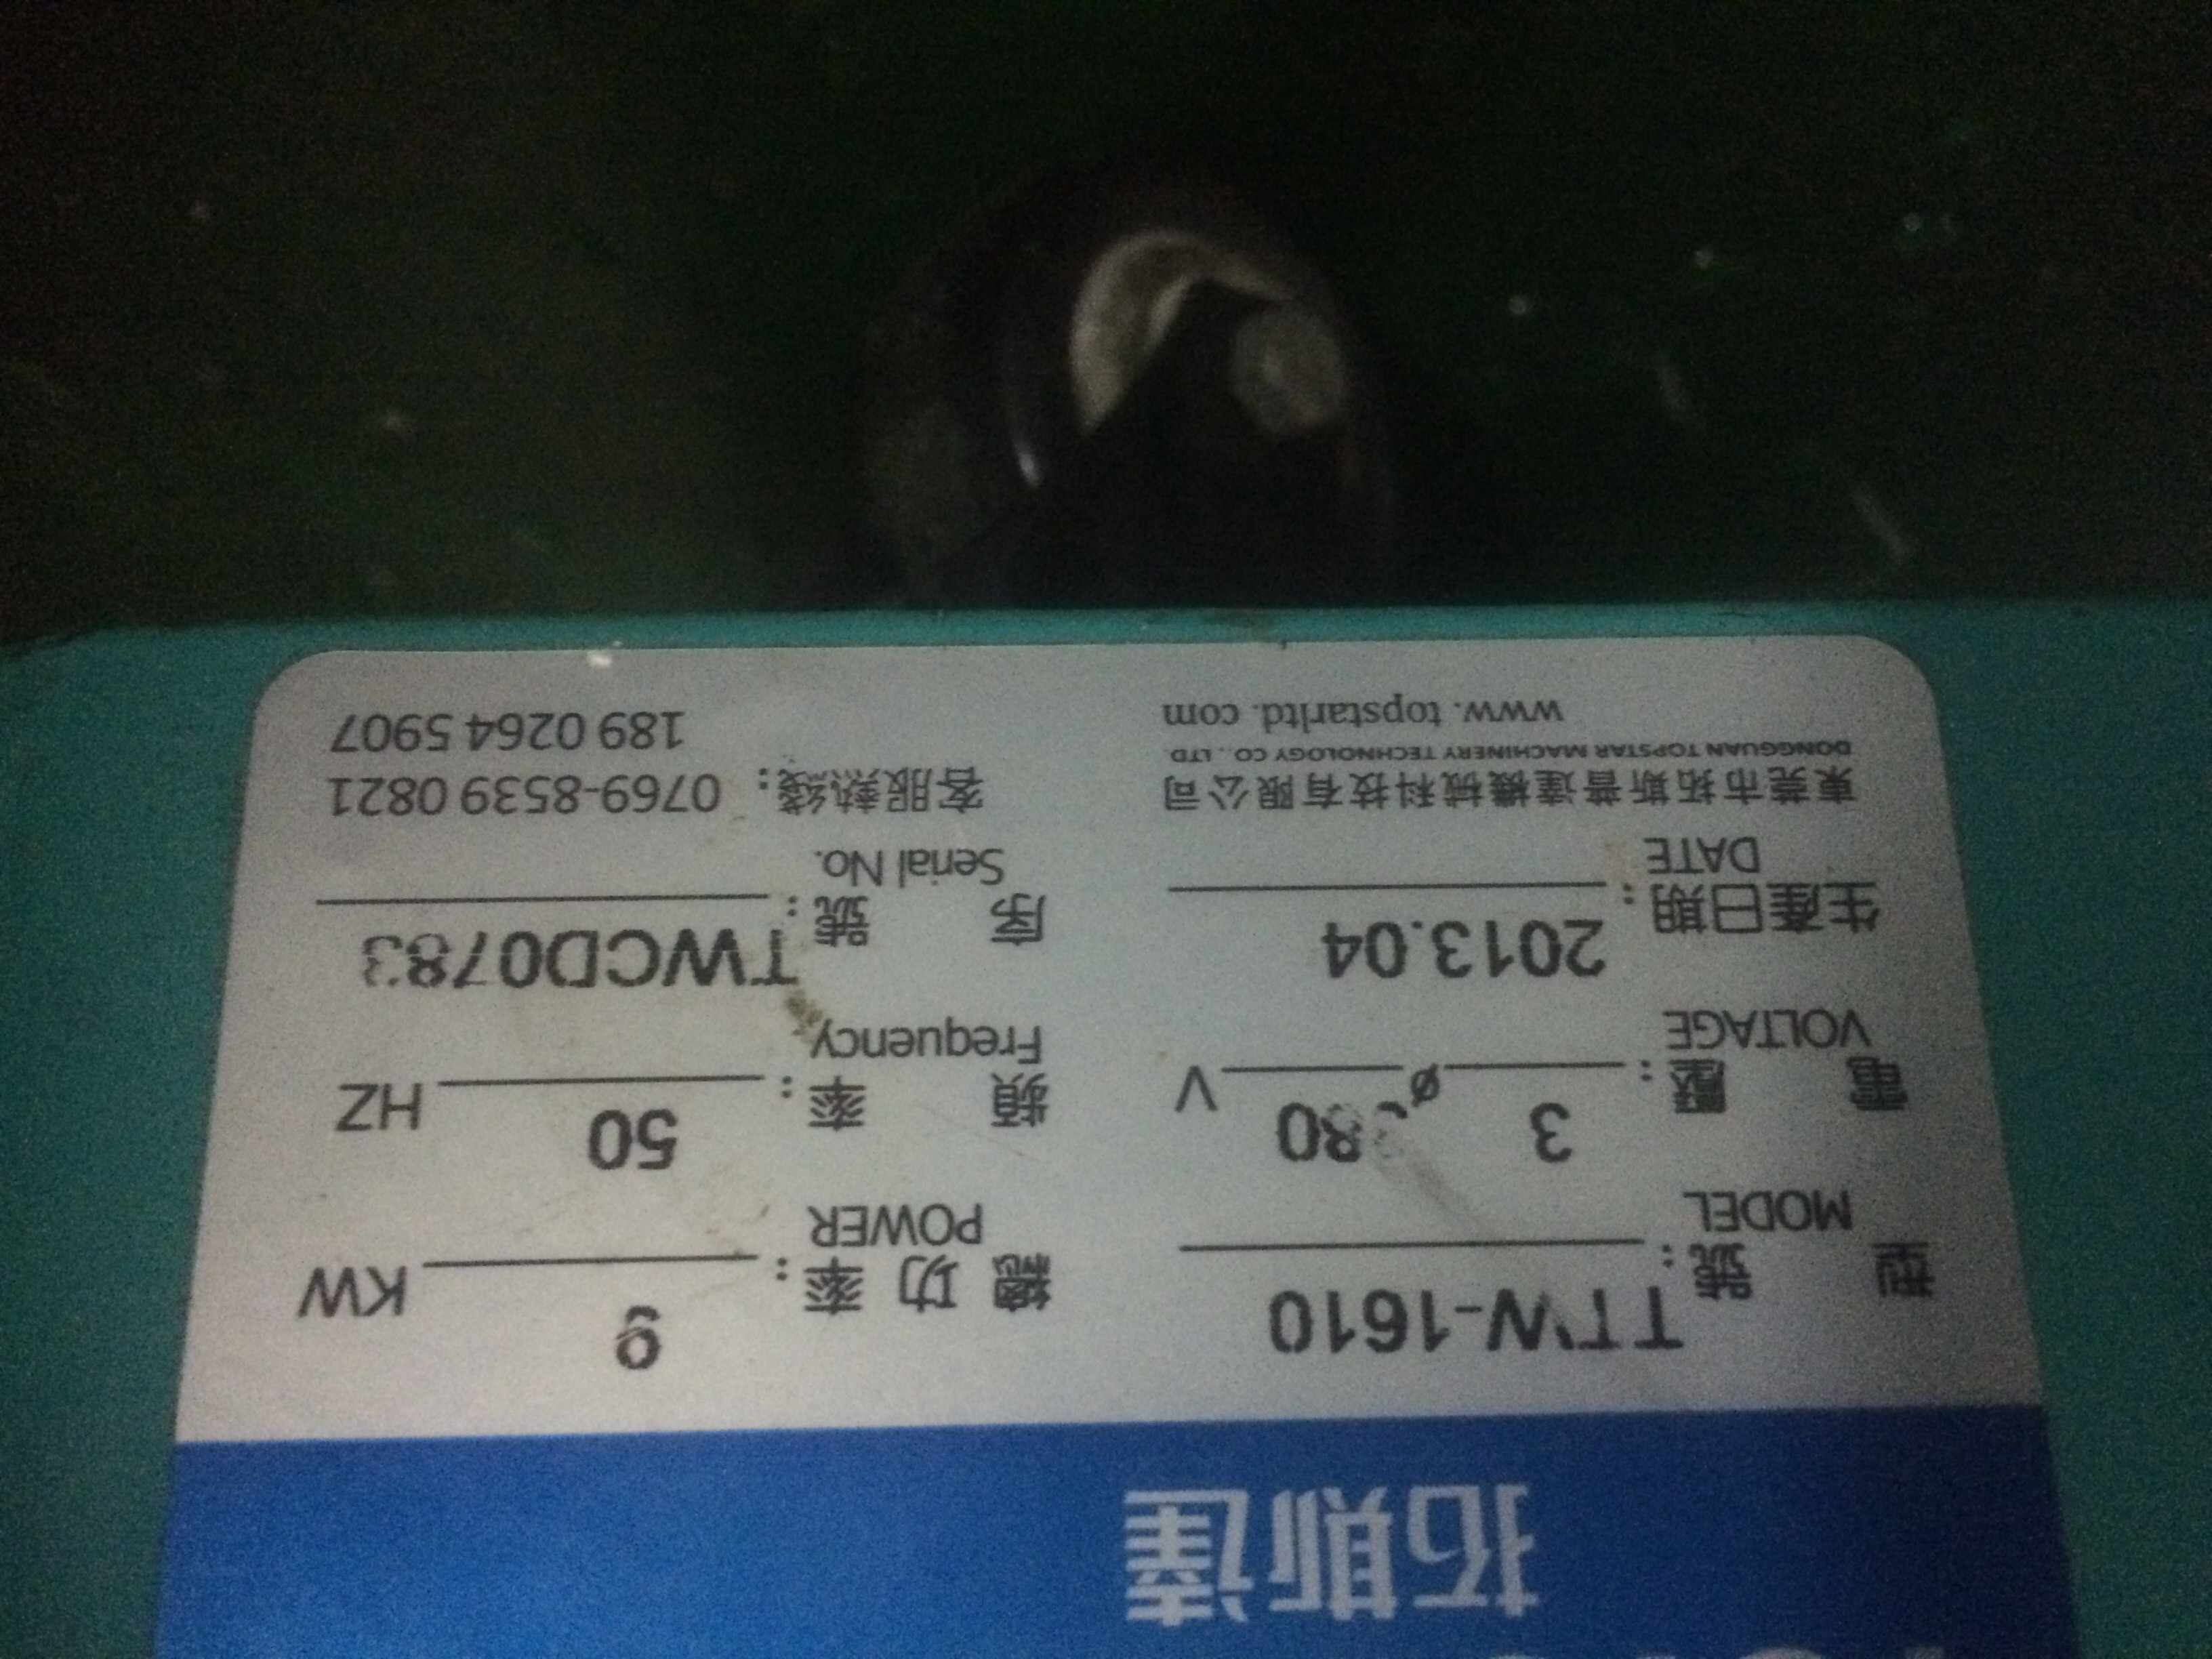 拓斯達
型 號： TTW-1610
MODEL
總功率： 9 KW
POWER
電 壓： 3 ø 380 V
VOLTAGE
頻 率： 50 HZ
Frequency
生產日期： 2013.04
DATE
序 號： TWCD0783
Serial No.
東莞市拓斯普達機械科技有限公司
DONGGUAN TOPSTAR MACHINERY TECHNOLOGY CO., LTD.
www. topstarltd. com
客服熱綫： 0769-8539 0821
189 0264 5907